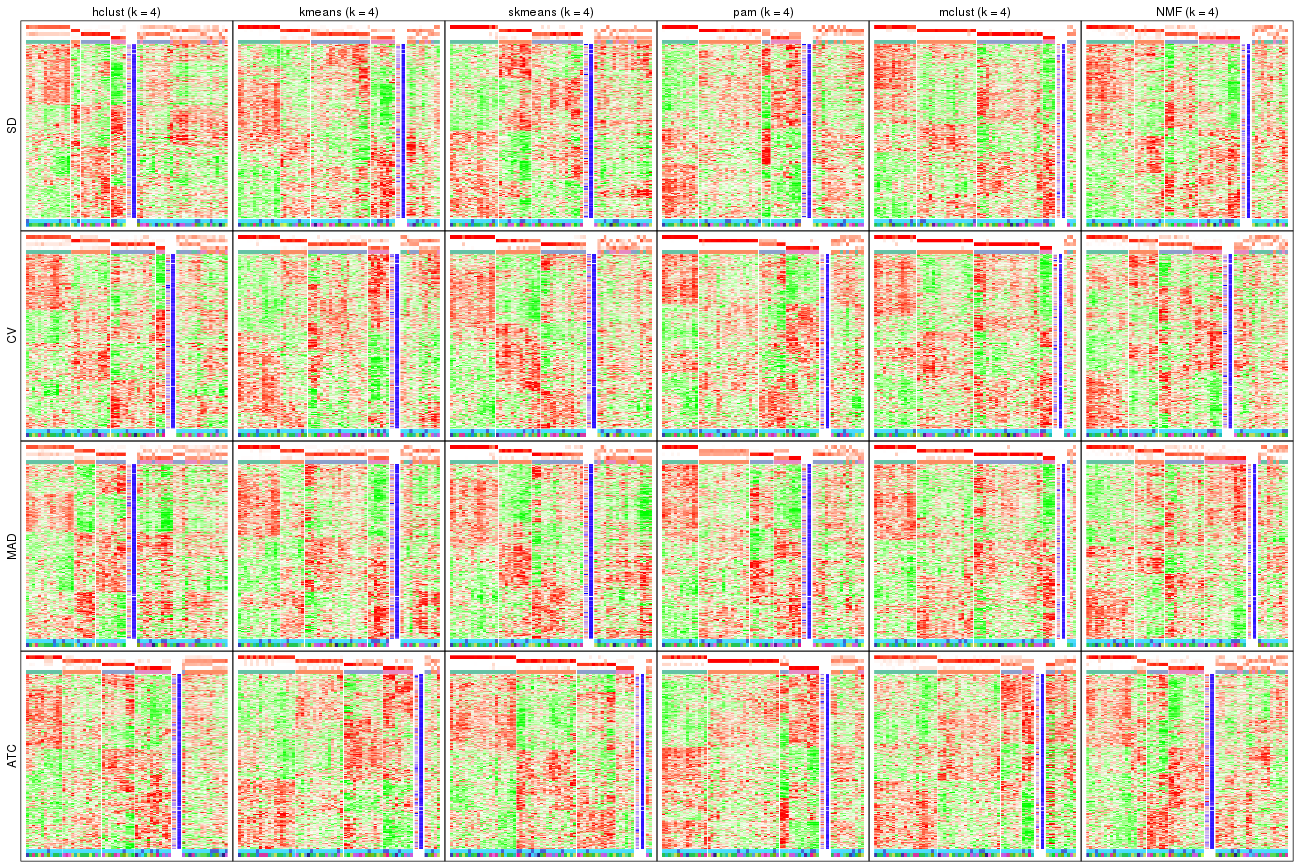 hclust (k = 4) kmeans (k = 4) skmeans (k = 4) pam (k = 4) mclust (k = 4) NMF (k = 4)
SD
CV
MAD
ATC